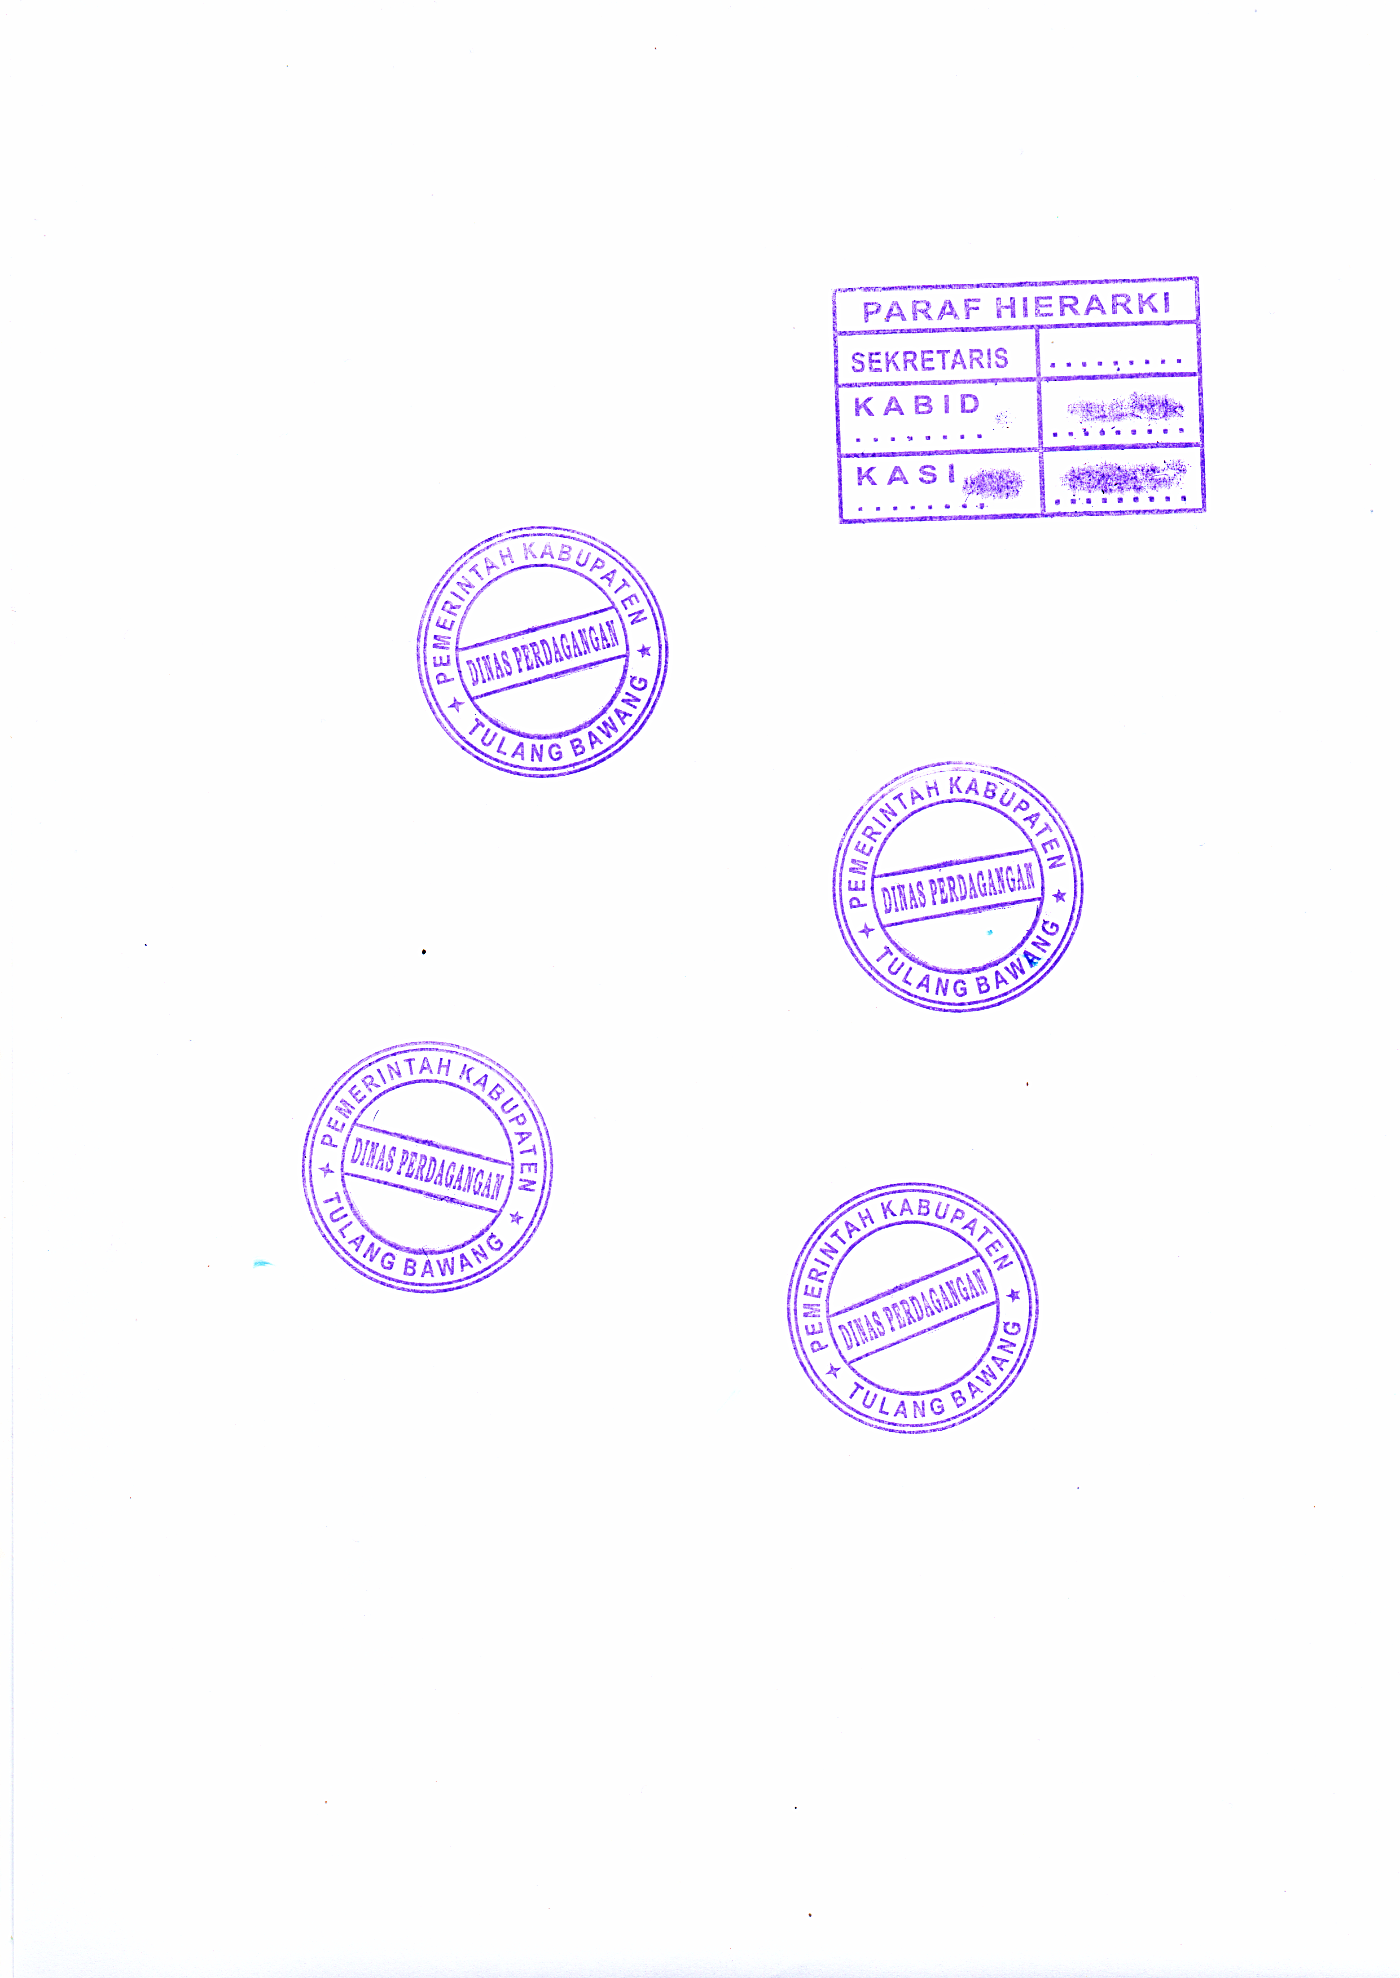 PARAF HIERARKI
SEKRETARIS .........
KABID
........ .........
KASI
........ .........
PEMERINTAH KABUPATEN
DINAS PERDAGANGAN
TULANG BAWANG
PEMERINTAH KABUPATEN
DINAS PERDAGANGAN
TULANG BAWANG
PEMERINTAH KABUPATEN
DINAS PERDAGANGAN
TULANG BAWANG
PEMERINTAH KABUPATEN
DINAS PERDAGANGAN
TULANG BAWANG